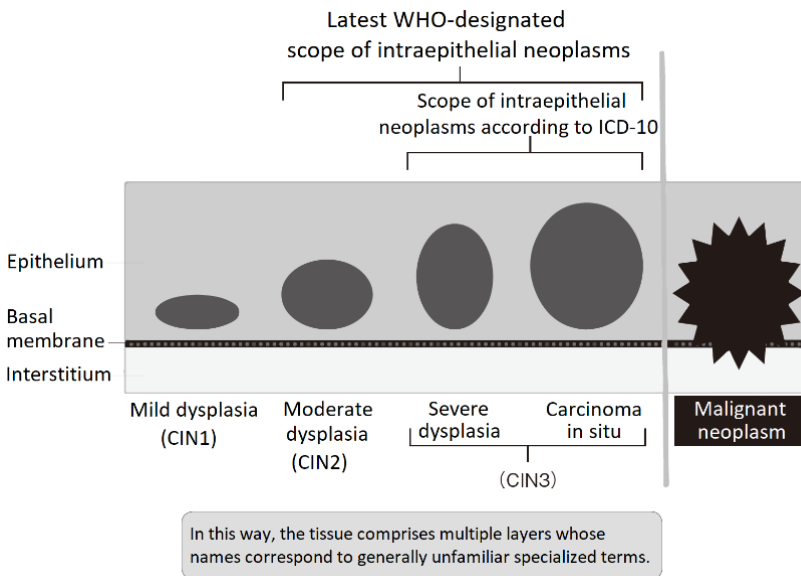 Latest WHO-designated
scope of intraepithelial neoplasms
Scope of intraepithelial
neoplasms according to ICD-10
Epithelium
Basal
membrane
Interstitium
Mild dysplasia
(CIN1)
Moderate
dysplasia
(CIN2)
Severe
dysplasia
Carcinoma
in situ
(CIN3)
Malignant
neoplasm
In this way, the tissue comprises multiple layers whose
names correspond to generally unfamiliar specialized terms.